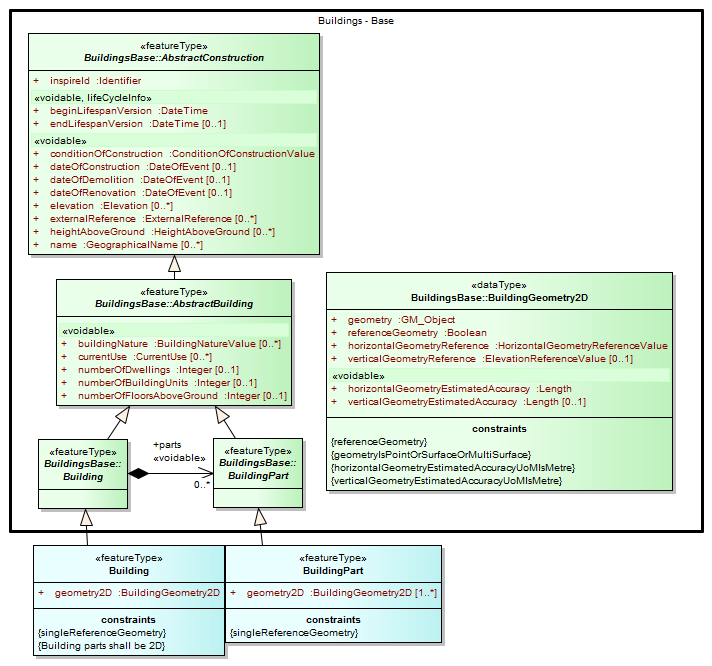 Buildings - Base
«featureType»
BuildingsBase::AbstractConstruction
+ inspireId :Identifier
«voidable, lifeCycleInfo»
+ beginLifespanVersion :DateTime
+ endLifespanVersion :DateTime [0..1]
«voidable»
+ conditionOfConstruction :ConditionOfConstructionValue
+ dateOfConstruction :DateOfEvent [0..1]
+ dateOfDemolition :DateOfEvent [0..1]
+ dateOfRenovation :DateOfEvent [0..1]
+ elevation :Elevation [0..*]
+ externalReference :ExternalReference [0..*]
+ heightAboveGround :HeightAboveGround [0..*]
+ name :GeographicalName [0..*]
«featureType»
BuildingsBase::AbstractBuilding
«voidable»
+ buildingNature :BuildingNatureValue [0..*]
+ currentUse :CurrentUse [0..*]
+ numberOfDwellings :Integer [0..1]
+ numberOfBuildingUnits :Integer [0..1]
+ numberOfFloorsAboveGround :Integer [0..1]
«dataType»
BuildingsBase::BuildingGeometry2D
+ geometry :GM_Object
+ referenceGeometry :Boolean
+ horizontalGeometryReference :HorizontalGeometryReferenceValue
+ verticalGeometryReference :ElevationReferenceValue [0..1]
«voidable»
+ horizontalGeometryEstimatedAccuracy :Length
+ verticalGeometryEstimatedAccuracy :Length [0..1]
constraints
{referenceGeometry}
{geometryIsPointOrSurfaceOrMultiSurface}
{horizontalGeometryEstimatedAccuracyUoMIsMetre}
{verticalGeometryEstimatedAccuracyUoMIsMetre}
«featureType»
BuildingsBase::
Building
+parts
«voidable»
0..*
«featureType»
BuildingsBase::
BuildingPart
«featureType»
Building
+ geometry2D :BuildingGeometry2D
constraints
{singleReferenceGeometry}
{Building parts shall be 2D}
«featureType»
BuildingPart
+ geometry2D :BuildingGeometry2D [1..*]
constraints
{singleReferenceGeometry}